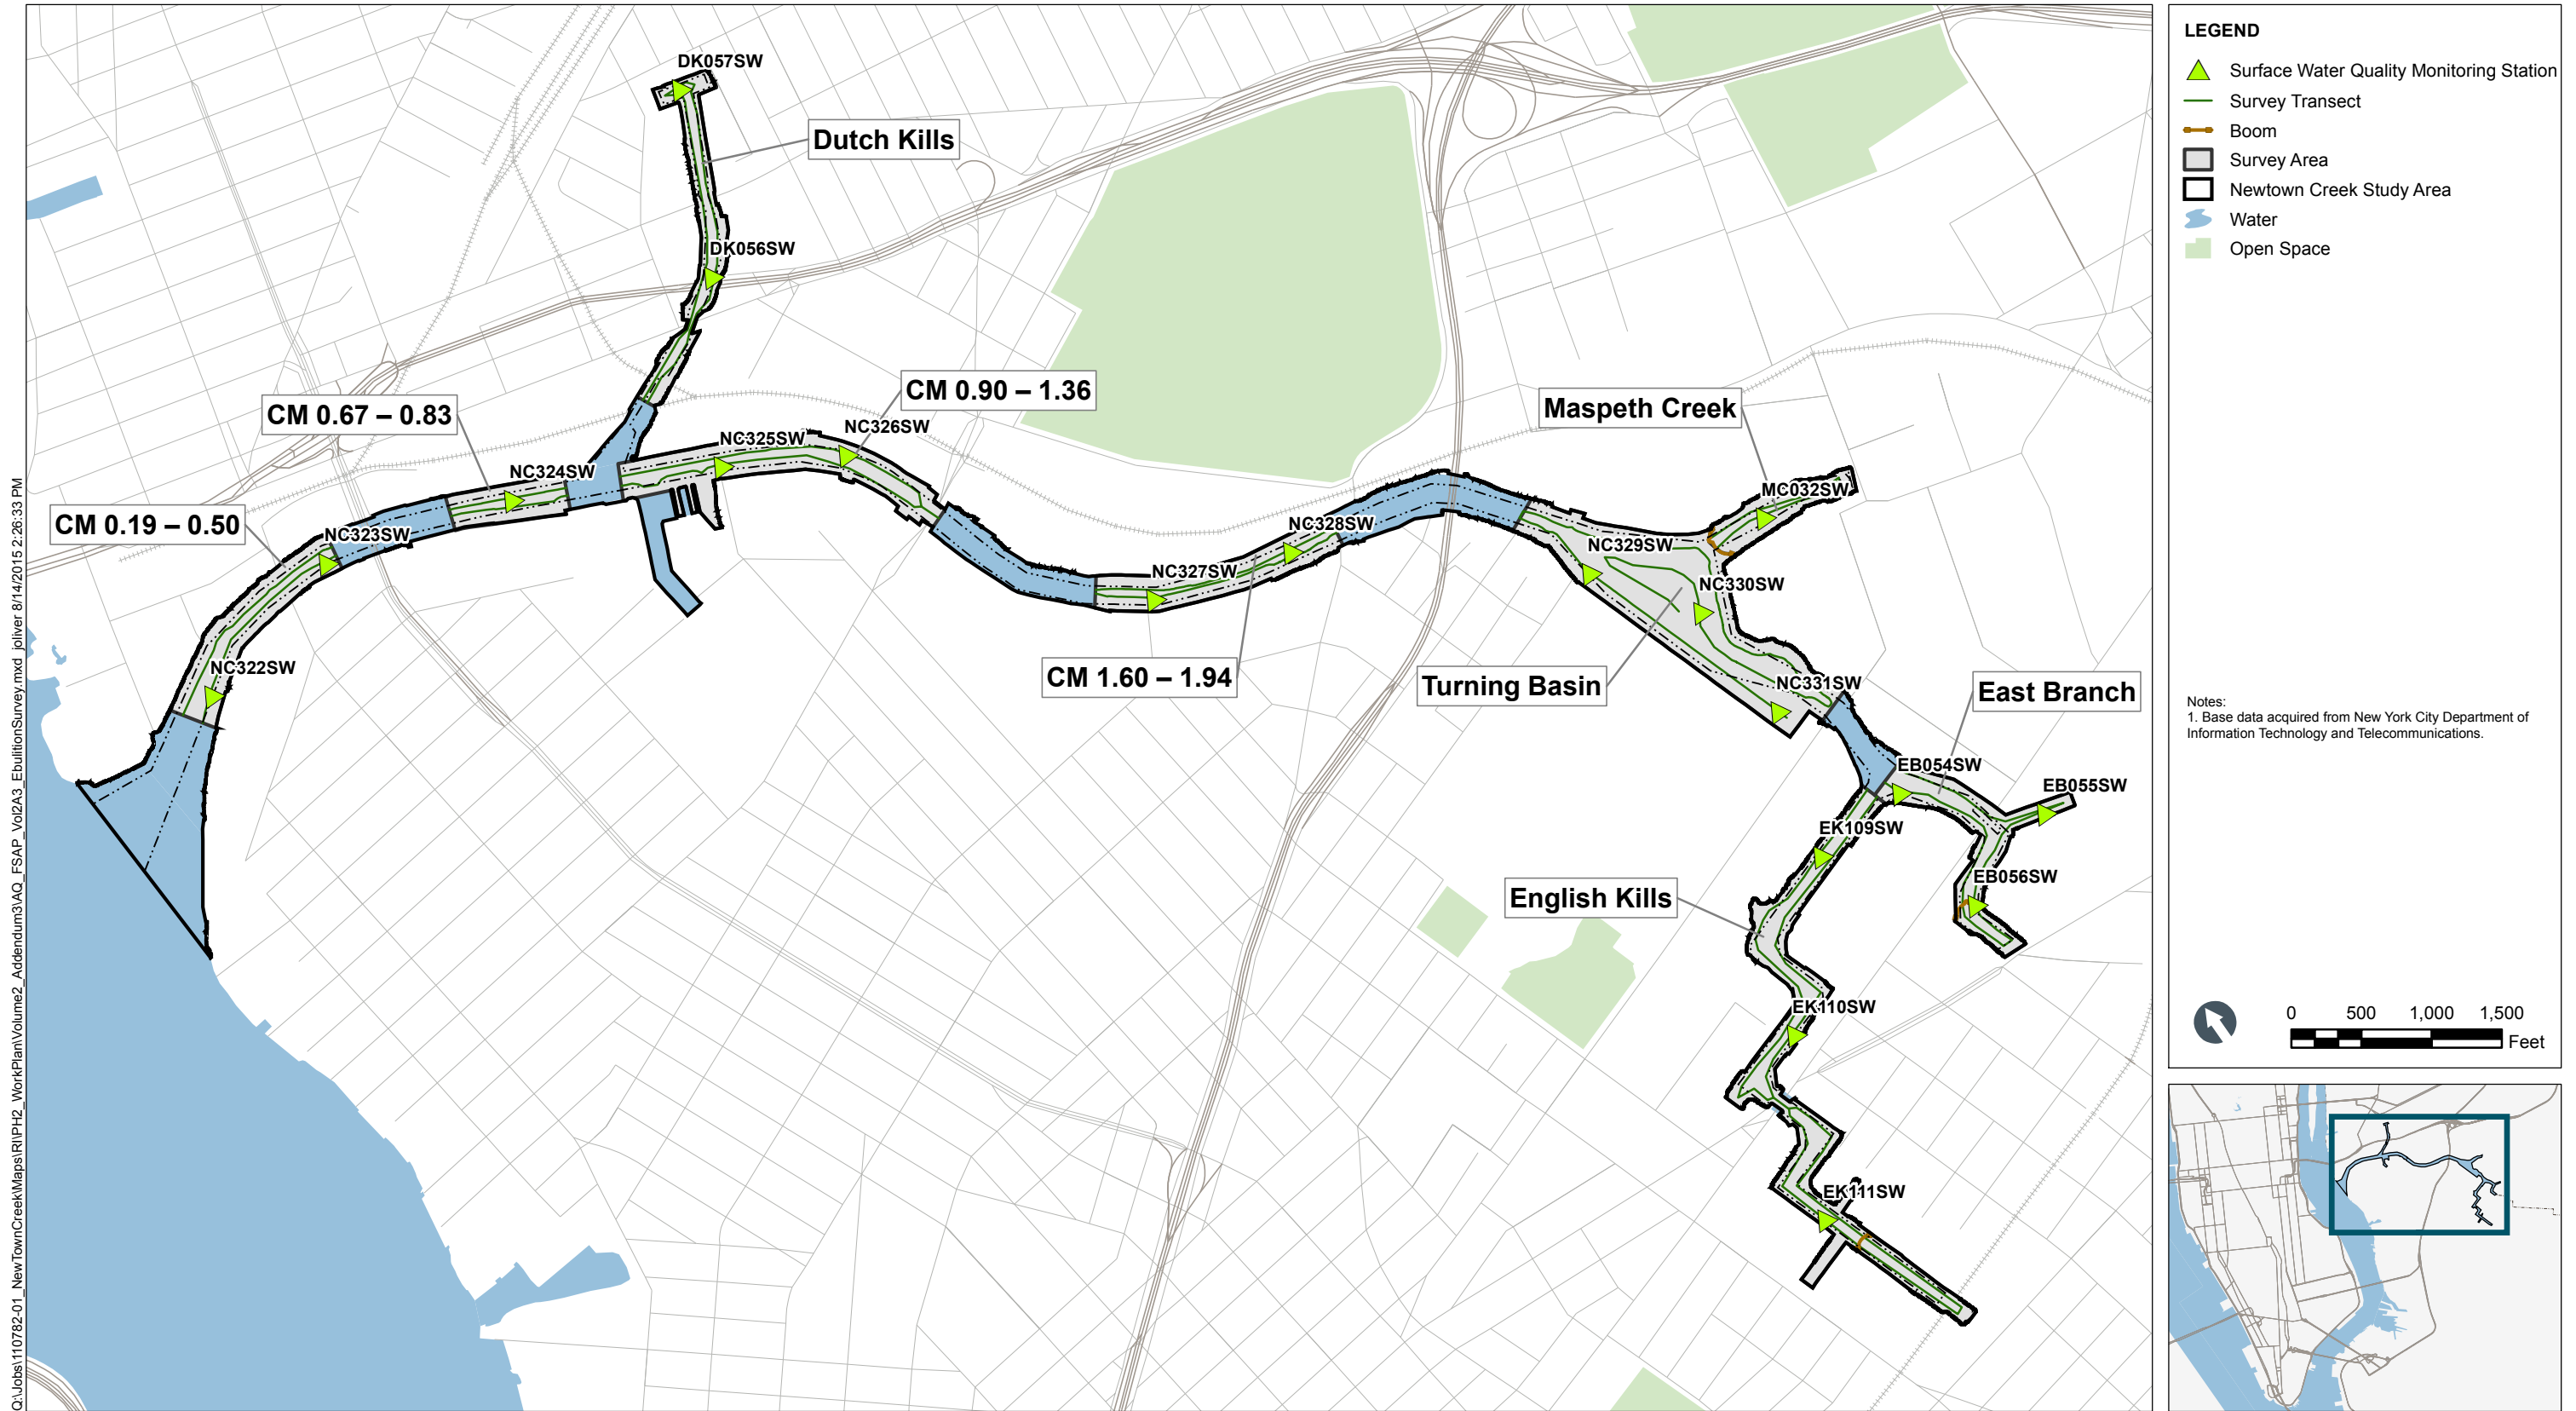 DK057SW
Dutch Kills
DK056SW
CM 0.90 – 1.36
CM 0.67 – 0.83
Maspeth Creek
NC326SW
NC325SW
NC324SW
MC032SW
CM 0.19 – 0.50
NC323SW
NC328SW
NC329SW
NC327SW
NC330SW
NC322SW
CM 1.60 – 1.94
Turning Basin
NC331SW
East Branch
EB054SW
EB055SW
EK109SW
EB056SW
English Kills
EK110SW
EK111SW
Q:\Jobs\110782-01_NewTownCreek\Maps\RI\PH2_WorkPlan\Volume2_Addendum3\AQ_FSAP_Vol2A3_EbulitionSurvey.mxd joliver 8/14/2015 2:26:33 PM
LEGEND
Surface Water Quality Monitoring Station
Survey Transect
Boom
Survey Area
Newtown Creek Study Area
Water
Open Space
Notes:
1. Base data acquired from New York City Department of
Information Technology and Telecommunications.
0 500 1,000 1,500
Feet